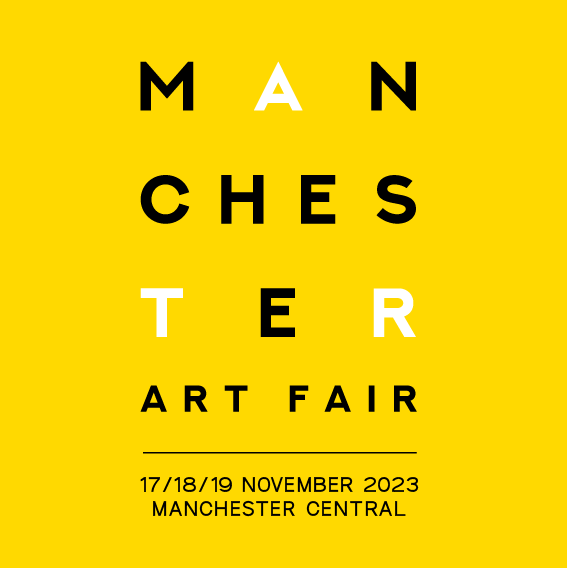 MAN
CHES
TER
ART FAIR
17/18/19 NOVEMBER 2023
MANCHESTER CENTRAL